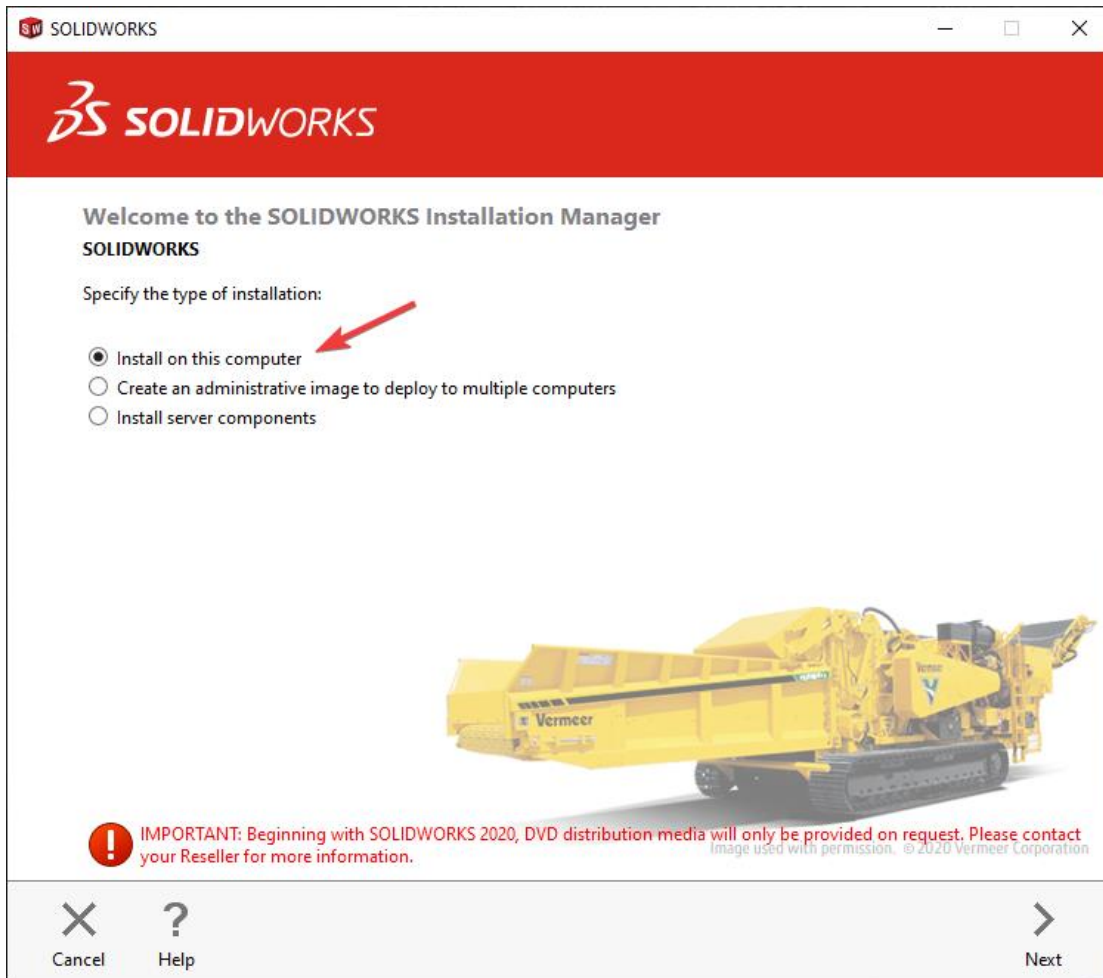 SOLIDWORKS
SOLIDWORKS
Welcome to the SOLIDWORKS Installation Manager
SOLIDWORKS
Specify the type of installation:
Install on this computer
Create an administrative image to deploy to multiple computers
Install server components
Vermeer
Vermeer
IMPORTANT: Beginning with SOLIDWORKS 2020, DVD distribution media will only be provided on request. Please contact
your Reseller for more information.
Image used with permission. © 2020 Vermeer Corporation
Cancel
Help
Next